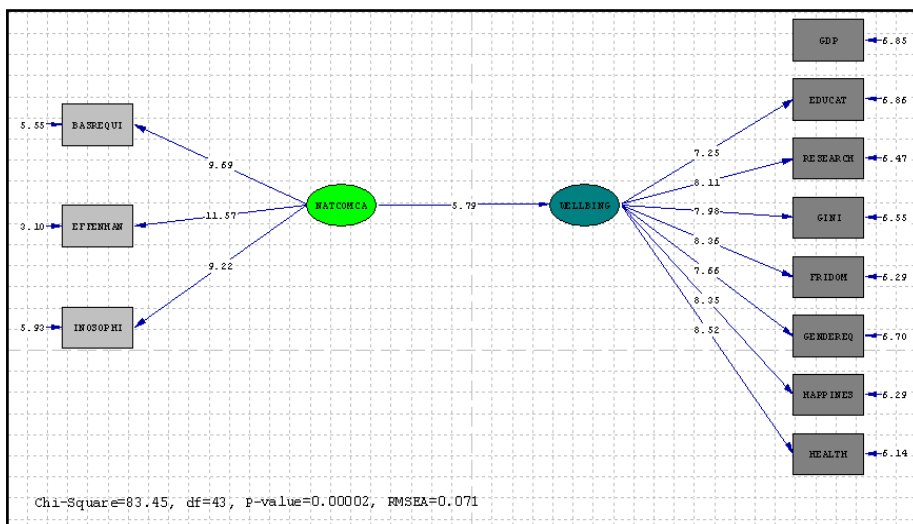 GDP 6.85
EDUCAT 6.86
5.55 BASREQUI
7.25
RESEARCH 6.47
9.69
8.11
NATCOMCA 5.79 WELLBING
7.98
GINI 6.55
3.10 EFFENHAN
11.57
8.36
FRIDOM 6.29
9.22
7.66
8.35
5.93 INOSOPHI
8.52
GENDEREQ 6.70
HAPPINES 6.29
HEALTH 6.14
Chi-Square=83.45, df=43, P-value=0.00002, RMSEA=0.071